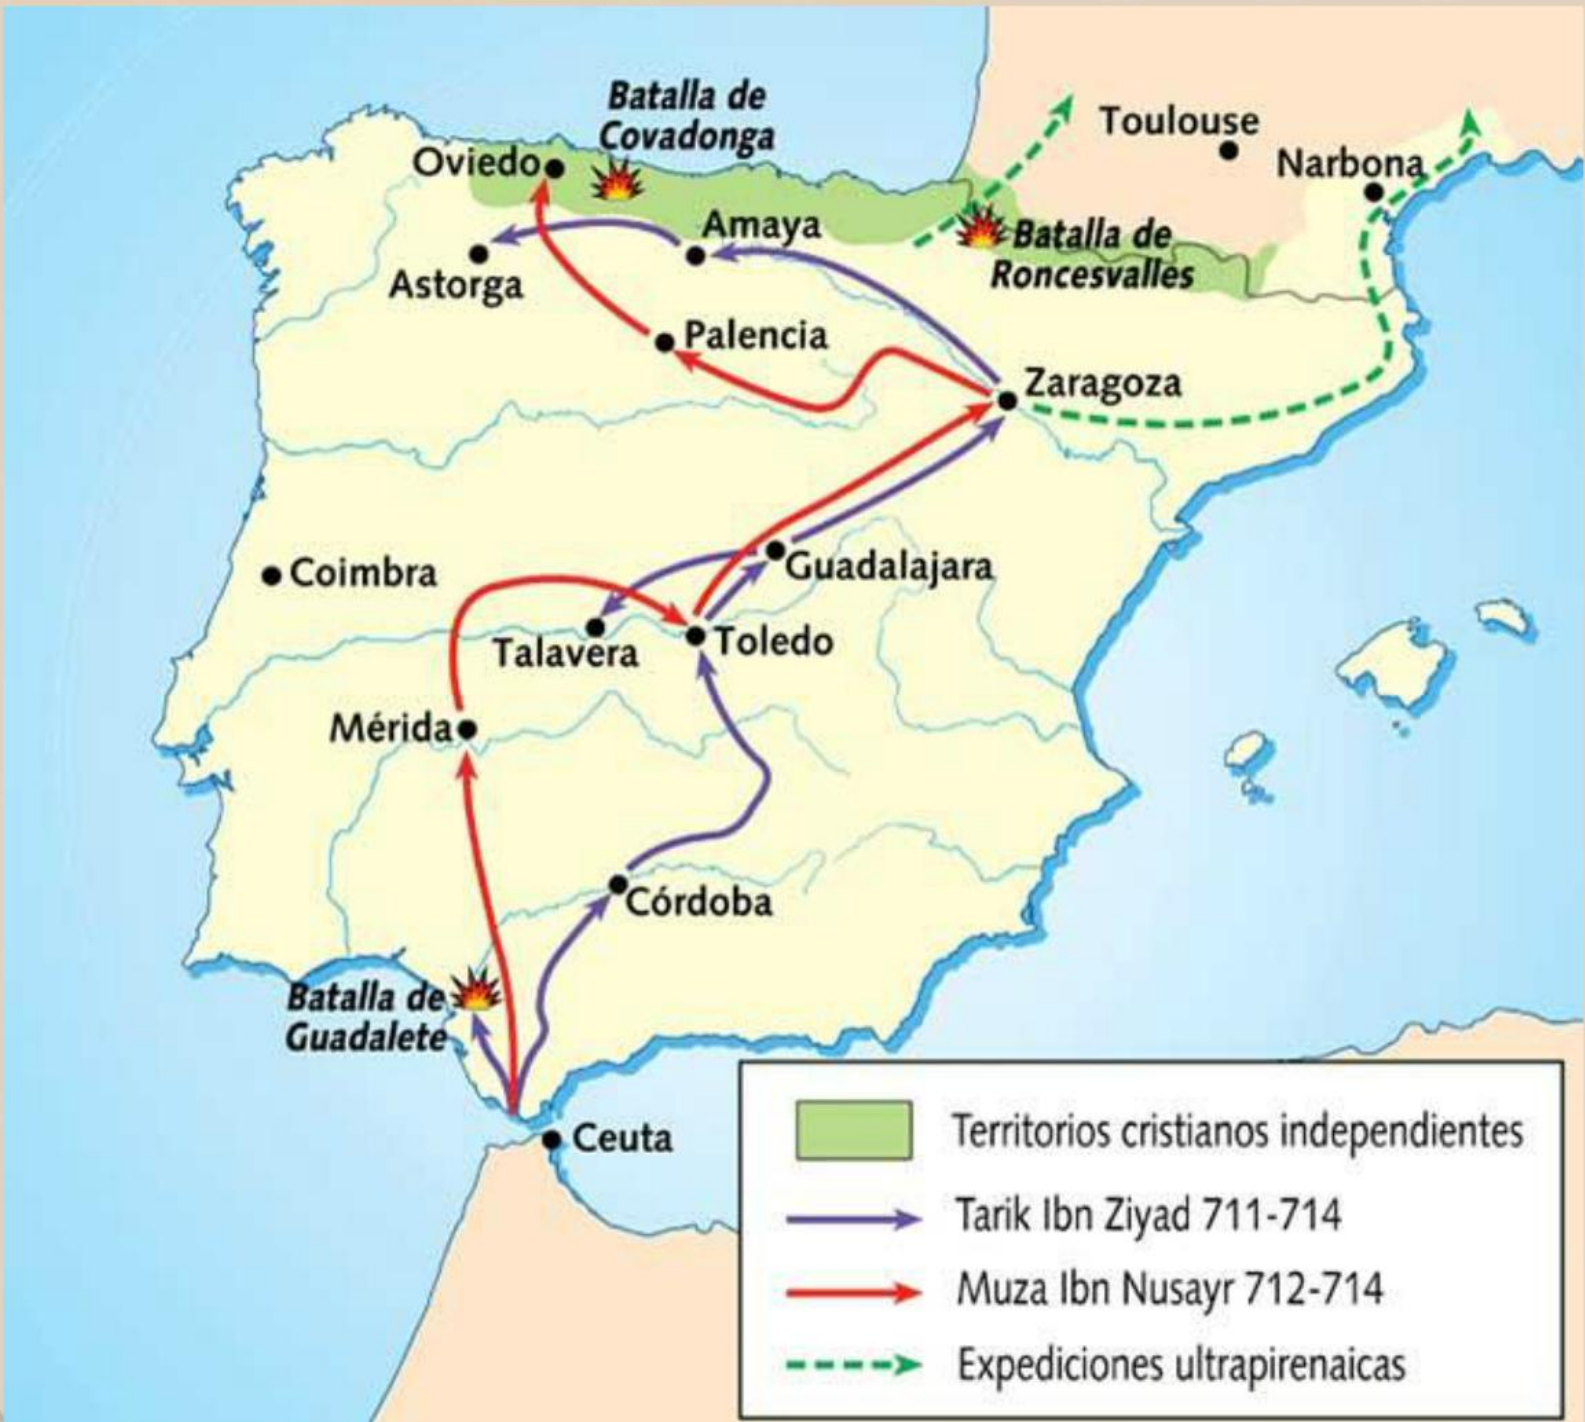 Batalla de
Covadonga
Toulouse
Oviedo
Narbona
Amaya
Batalla de
Roncesvalles
Astorga
Palencia
Zaragoza
Coimbra
Guadalajara
Talavera
Toledo
Mérida
Córdoba
Batalla de
Guadalete
Ceuta
Territorios cristianos independientes
Tarik Ibn Ziyad 711-714
Muza Ibn Nusayr 712-714
Expediciones ultrapirenaicas